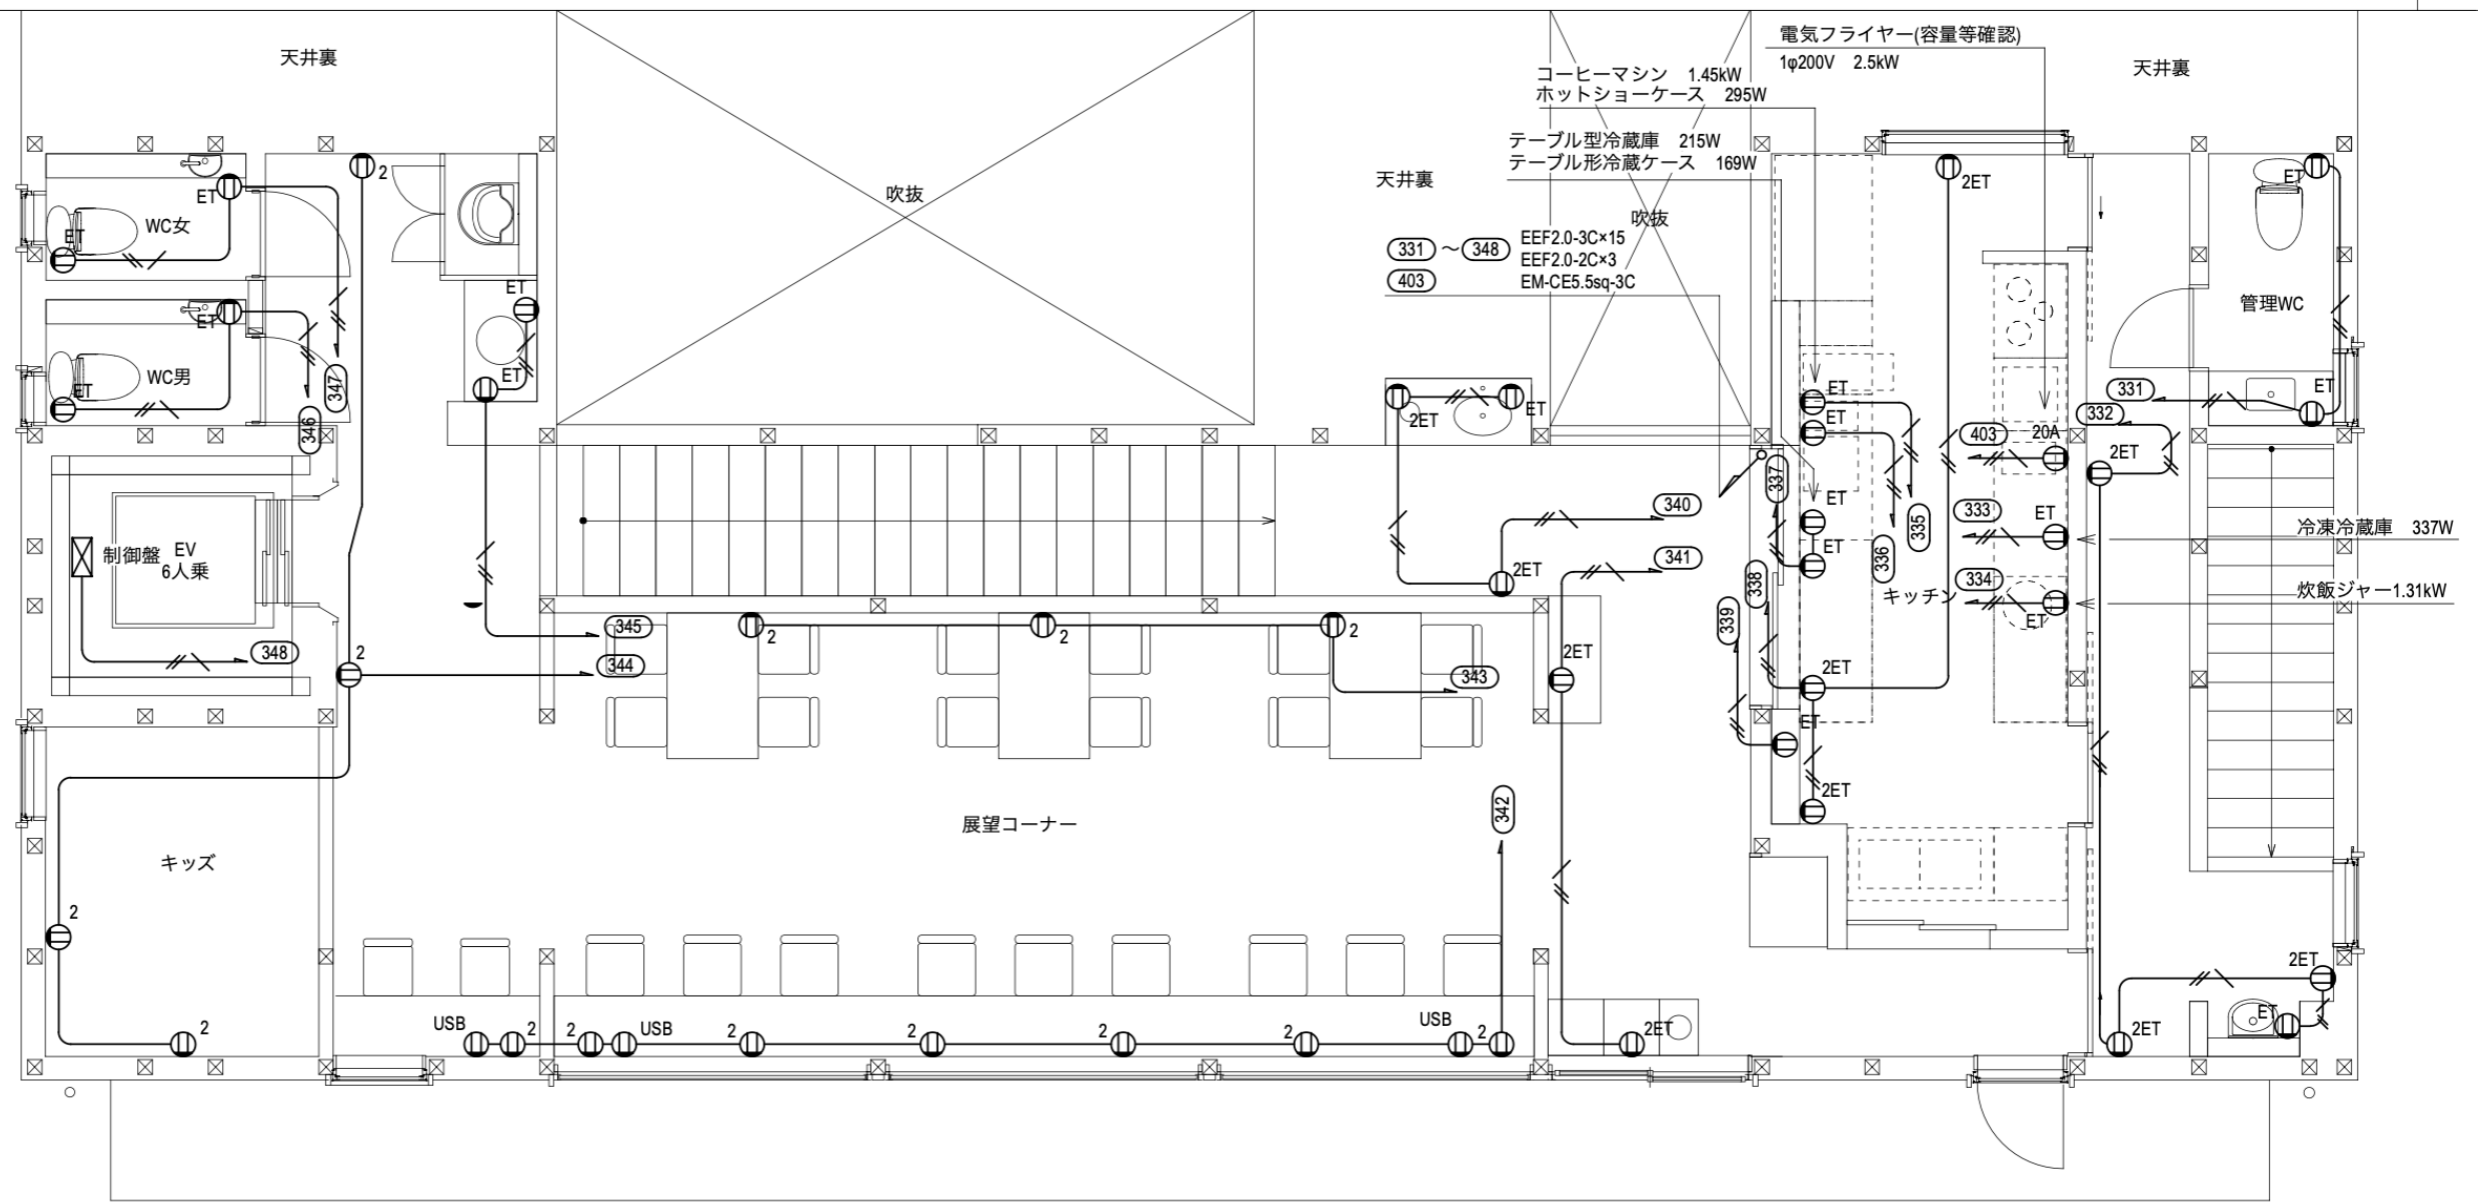 電気フライヤー(容量等確認)
1φ200V 2.5kW
天井裏
天井裏
コーヒーマシン 1.45kW
ホットショーケース 295W
テーブル型冷蔵庫 215W
テーブル形冷蔵ケース 169W
天井裏
吹抜
吹抜
331 ～ 348 EEF2.0-3C×15
EEF2.0-2C×3
403 EM-CE5.5sq-3C
2
2ET
ET
ET
WC女
ET
ET
ET
WC男
ET
347
346
ET
ET
2ET
ET
ET
ET
337
335
336
ET
ET
403
20A
333
ET
334
ET
キッチン
管理WC
331
ET
332
2ET
冷凍冷蔵庫 337W
炊飯ジャー1.31kW
制御盤
EV
6人乗
348
2
345
344
2
2
2
343
340
2ET
341
2ET
338
339
2ET
ET
2ET
342
展望コーナー
キッズ
2
2
USB
2
2
USB
2
2
2
2
USB
2
2ET
2ET
2ET
ET